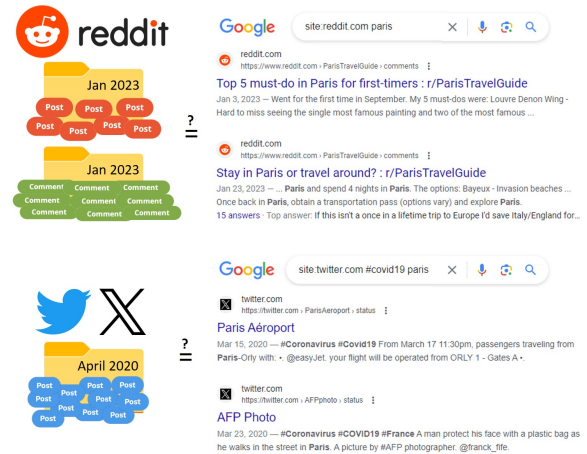 reddit
Jan 2023
Post Post Post
Post Post Post Post
Jan 2023
Comment Comment Comment
Comment Comment Comment
Comment Comment Comment
?
=
Google
site:reddit.com paris
reddit.com
https://www.reddit.com › ParisTravelGuide › comments
Top 5 must-do in Paris for first-timers : r/ParisTravelGuide
Jan 3, 2023 — Went for the first time in September. My 5 must-dos were: Louvre Denon Wing -
Hard to miss seeing the single most famous painting and two of the most famous ...
reddit.com
https://www.reddit.com › ParisTravelGuide › comments
Stay in Paris or travel around? : r/ParisTravelGuide
Jan 23, 2023 — ... Paris and spend 4 nights in Paris. The options: Bayeux - Invasion beaches ...
Once back in Paris, obtain a transportation pass (options vary) and explore Paris.
15 answers · Top answer: If this isn't a once in a lifetime trip to Europe I'd save Italy/England for...
X
April 2020
Post Post Post
Post Post Post Post
Post Post Post
Post
?
=
Google
site:twitter.com #covid19 paris
twitter.com
https://twitter.com › ParisAeroport › status
Paris Aéroport
Mar 15, 2020 — #Coronavirus #Covid19 From March 17 11:30pm, passengers traveling from
Paris-Orly with: •. @easyJet. your flight will be operated from ORLY 1 - Gates A •.
twitter.com
https://twitter.com › AFPphoto › status
AFP Photo
Mar 23, 2020 — #Coronavirus #COVID19 #France A man protect his face with a plastic bag as
he walks in the street in Paris. A picture by #AFP photographer. @franck_fife.